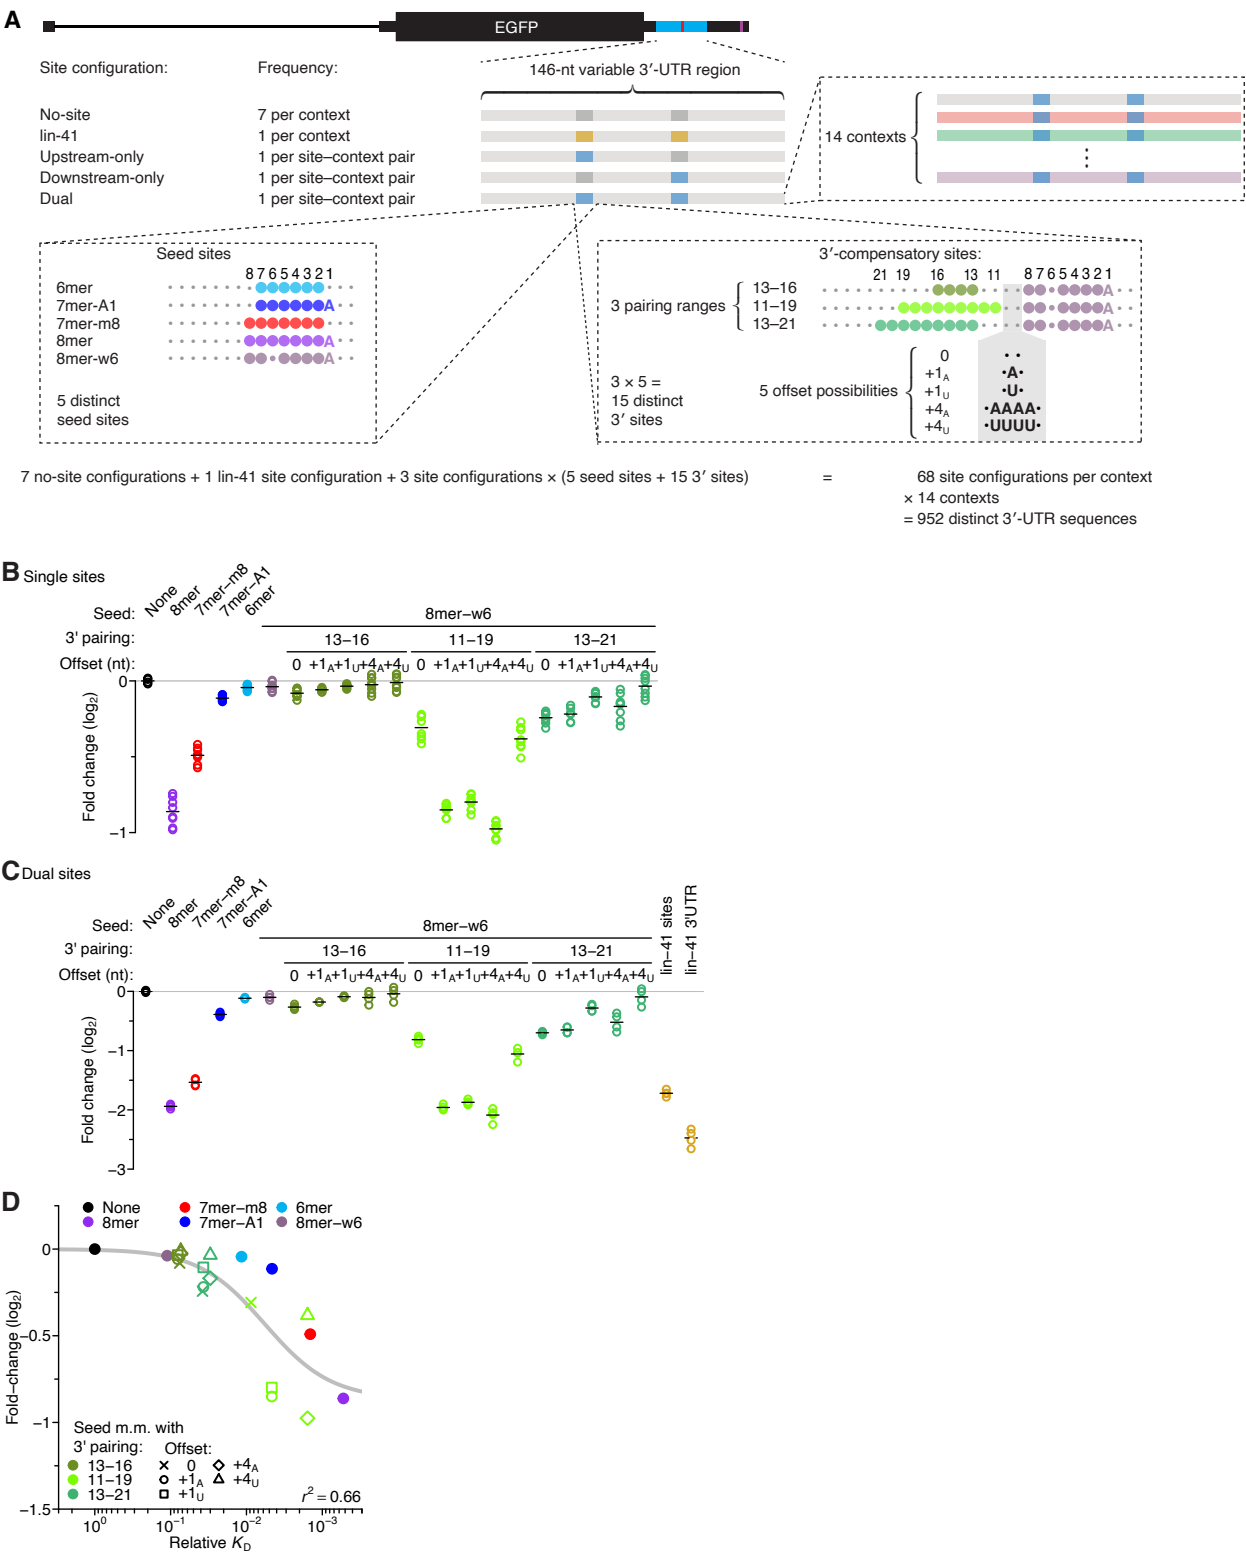 A
EGFP
Site configuration: Frequency: 146-nt variable 3′-UTR region
No-site 7 per context
lin-41 1 per context
Upstream-only 1 per site–context pair
Downstream-only 1 per site–context pair
Dual 1 per site–context pair
14 contexts
Seed sites
8 7 6 5 4 3 2 1
6mer
7mer-A1 A
7mer-m8
8mer A
8mer-w6 A
5 distinct
seed sites
3′-compensatory sites:
21 19 16 13 11 8 7 6 5 4 3 2 1
3 pairing ranges
13–16 A
11–19 A
13–21 A
3 × 5 =
15 distinct
3′ sites
5 offset possibilities
0
+1A A
+1U U
+4A AAAA
+4U UUUU
7 no-site configurations + 1 lin-41 site configuration + 3 site configurations × (5 seed sites + 15 3′ sites) = 68 site configurations per context
× 14 contexts
= 952 distinct 3′-UTR sequences
B Single sites
None 8mer 7mer–m8 7mer–A1 6mer
Seed: 8mer–w6
3' pairing: 13–16 11–19 13–21
Offset (nt): 0 +1A +1U +4A +4U 0 +1A +1U +4A +4U 0 +1A +1U +4A +4U
Fold change (log2)
0
−1
C Dual sites
None 8mer 7mer–m8 7mer–A1 6mer
lin−41 sites
lin−41 3'UTR
Seed: 8mer–w6
3' pairing: 13–16 11–19 13–21
Offset (nt): 0 +1A +1U +4A +4U 0 +1A +1U +4A +4U 0 +1A +1U +4A +4U
Fold change (log2)
0
−1
−2
−3
D
None 7mer–m8 6mer
8mer 7mer–A1 8mer–w6
Fold–change (log2)
0
−0.5
−1
−1.5
Seed m.m. with
3' pairing: Offset:
13–16 0 +4A
11–19 +1A +4U
13–21 +1U
r2 = 0.66
100 10−1 10−2 10−3
Relative KD